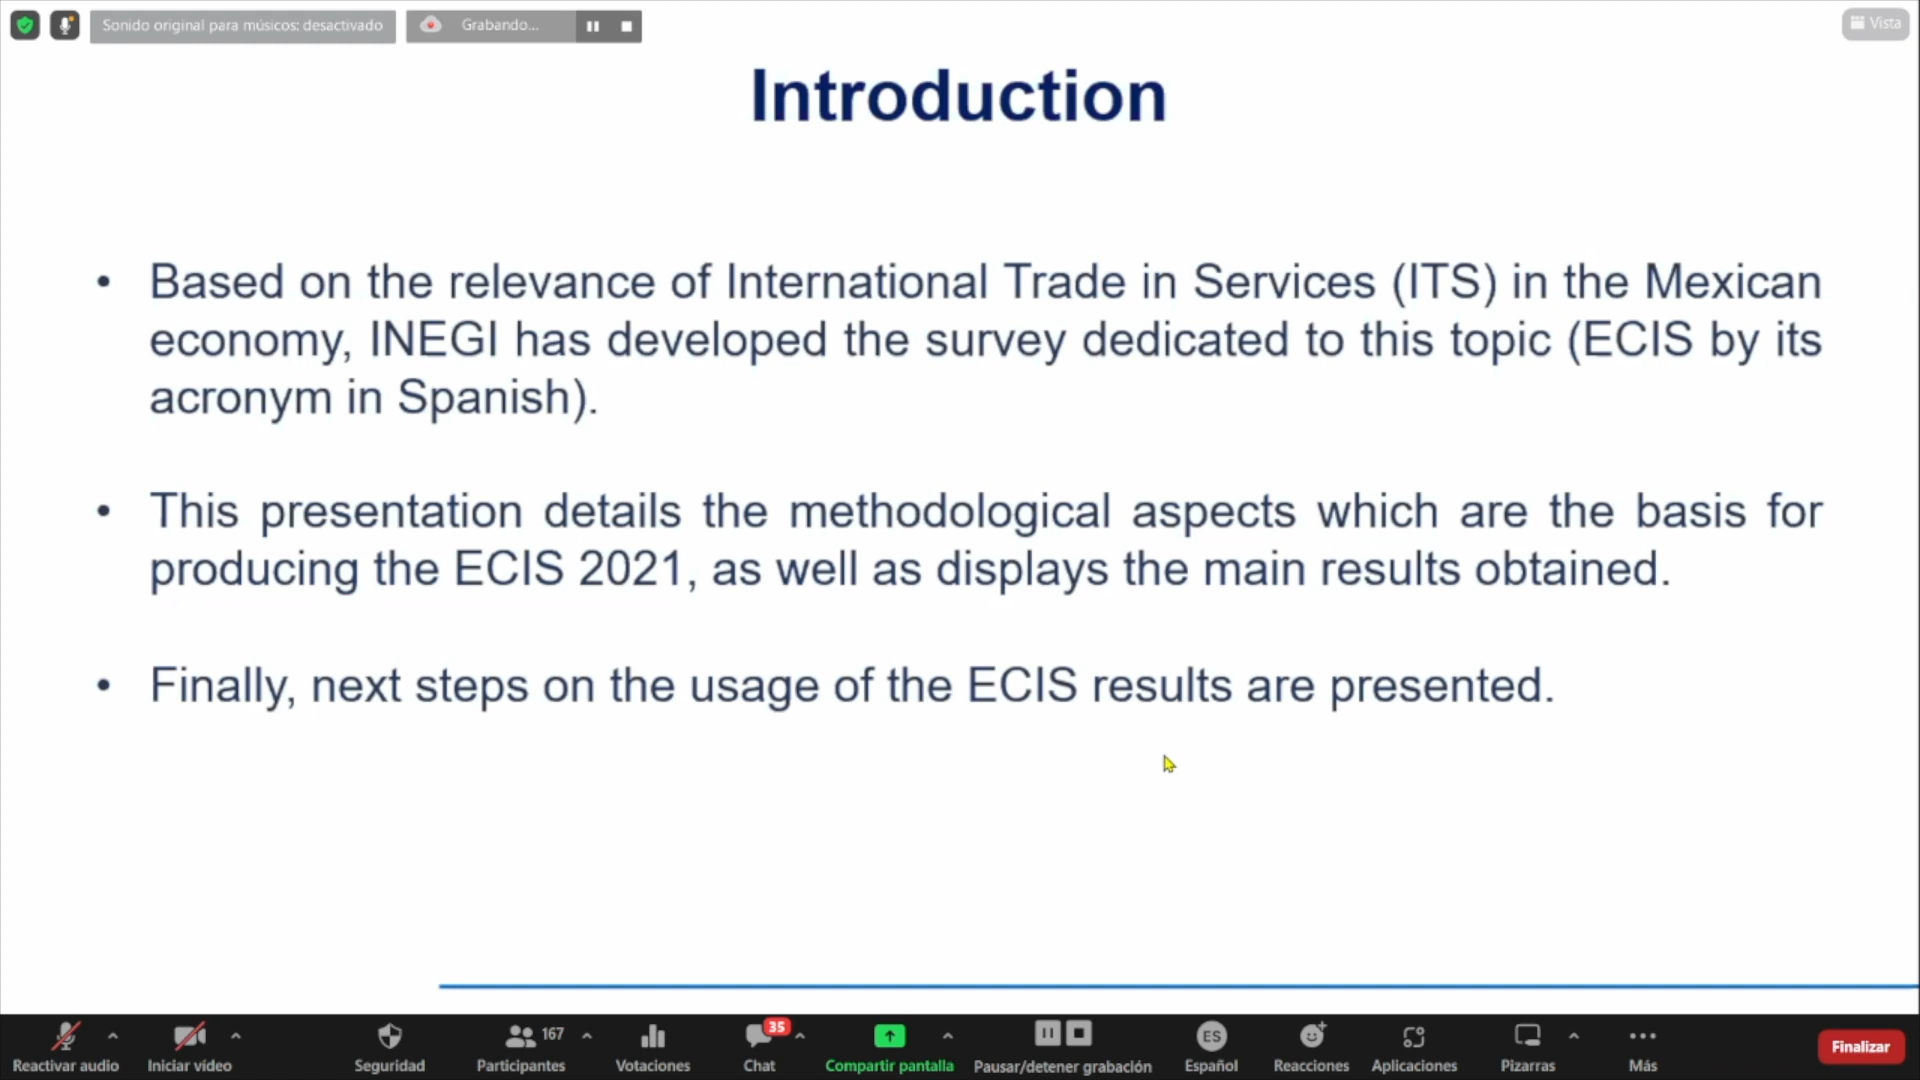 Sonido original para músicos: desactivado
Grabando...
Vista
Introduction
• Based on the relevance of International Trade in Services (ITS) in the Mexican
economy, INEGI has developed the survey dedicated to this topic (ECIS by its
acronym in Spanish).
• This presentation details the methodological aspects which are the basis for
producing the ECIS 2021, as well as displays the main results obtained.
• Finally, next steps on the usage of the ECIS results are presented.
167
35
ES
Reactivar audio
Iniciar vídeo
Seguridad
Participantes
Votaciones
Chat
Compartir pantalla
Pausar/detener grabación
Español
Reacciones
Aplicaciones
Pizarras
Más
Finalizar